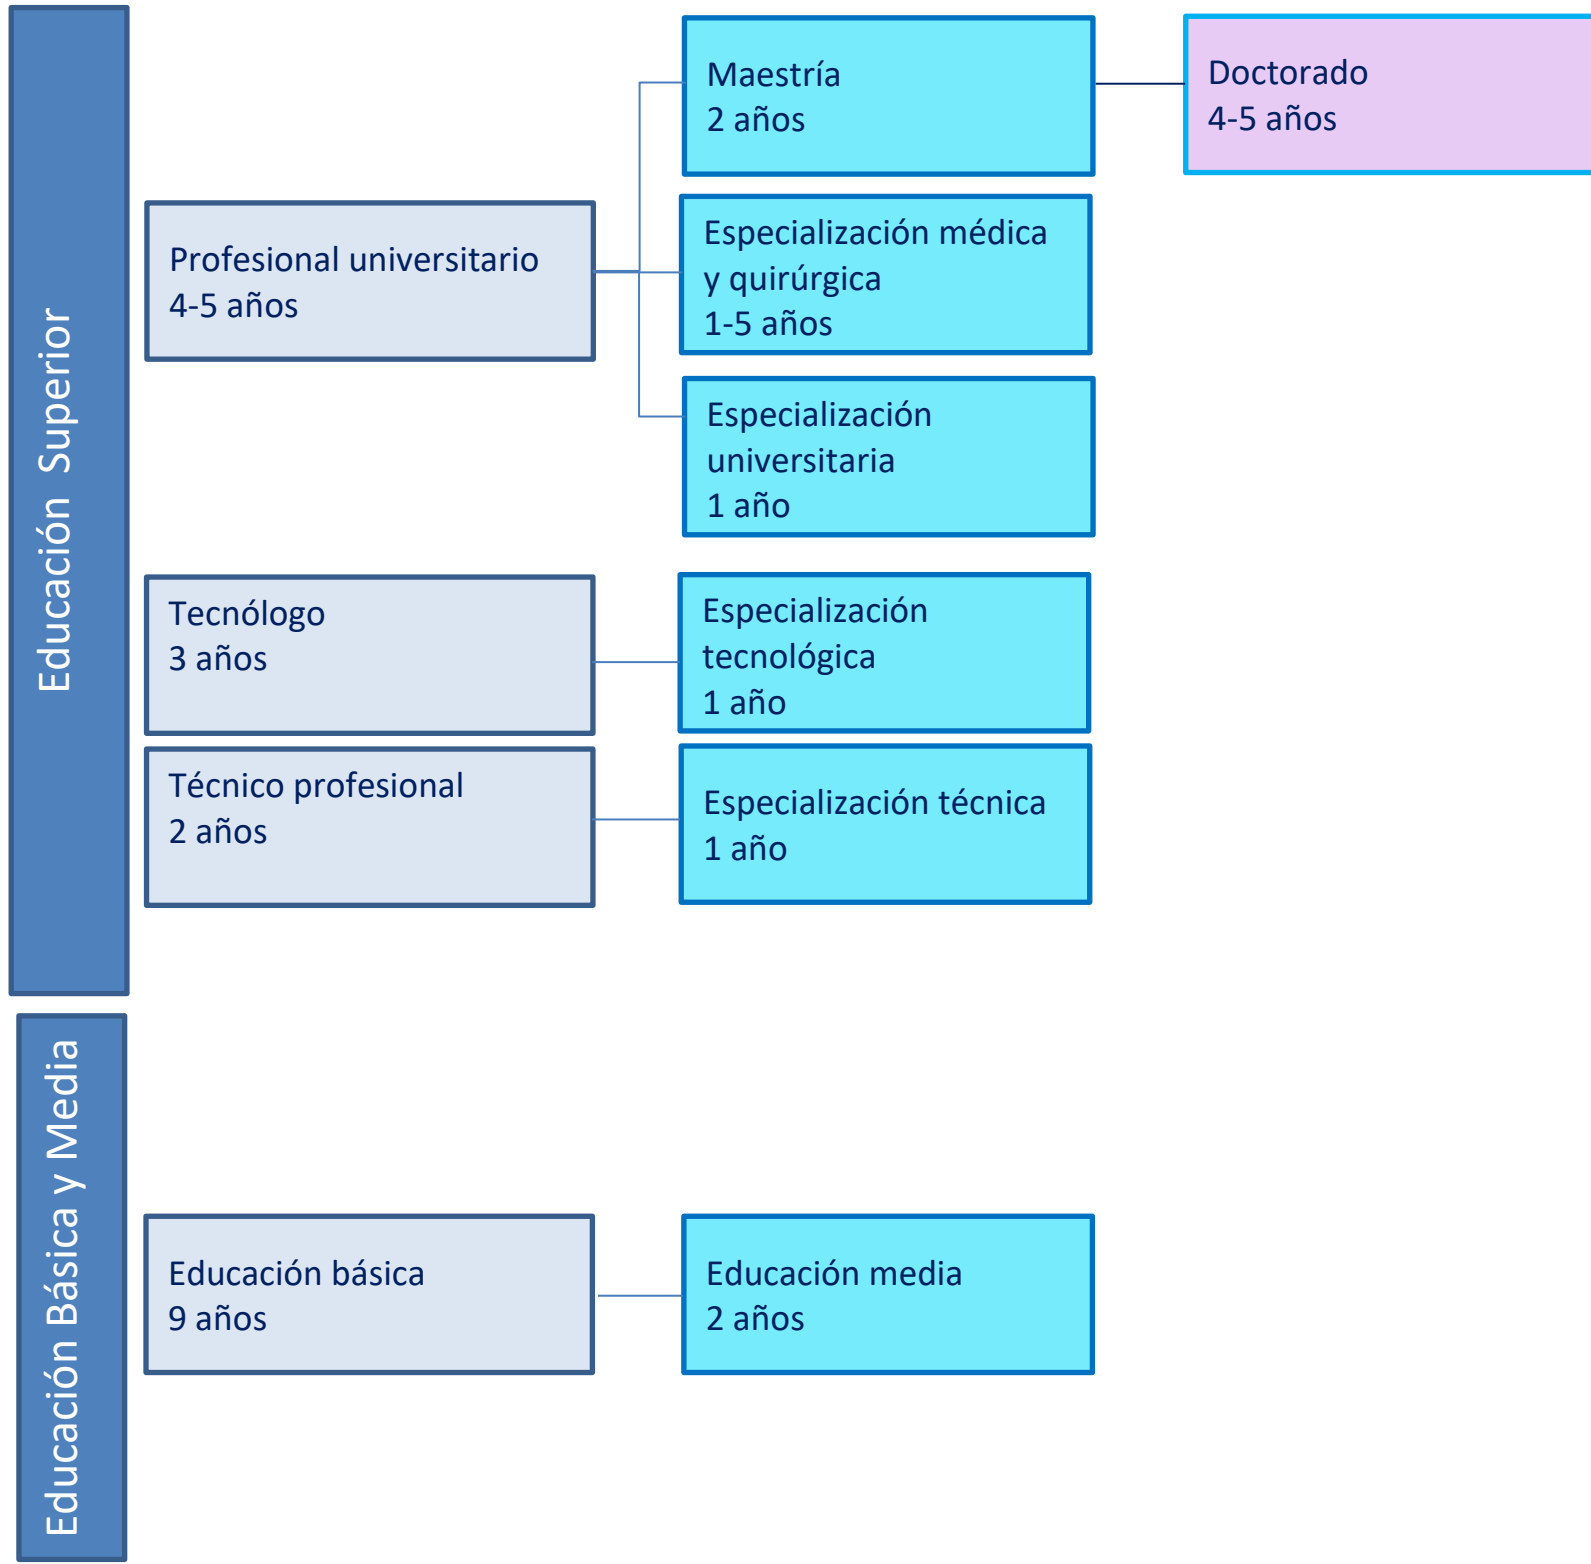 Educación Superior
Maestría
2 años
Doctorado
4-5 años
Profesional universitario
4-5 años
Especialización médica
y quirúrgica
1-5 años
Especialización
universitaria
1 año
Tecnólogo
3 años
Especialización
tecnológica
1 año
Técnico profesional
2 años
Especialización técnica
1 año
Educación Básica y Media
Educación básica
9 años
Educación media
2 años